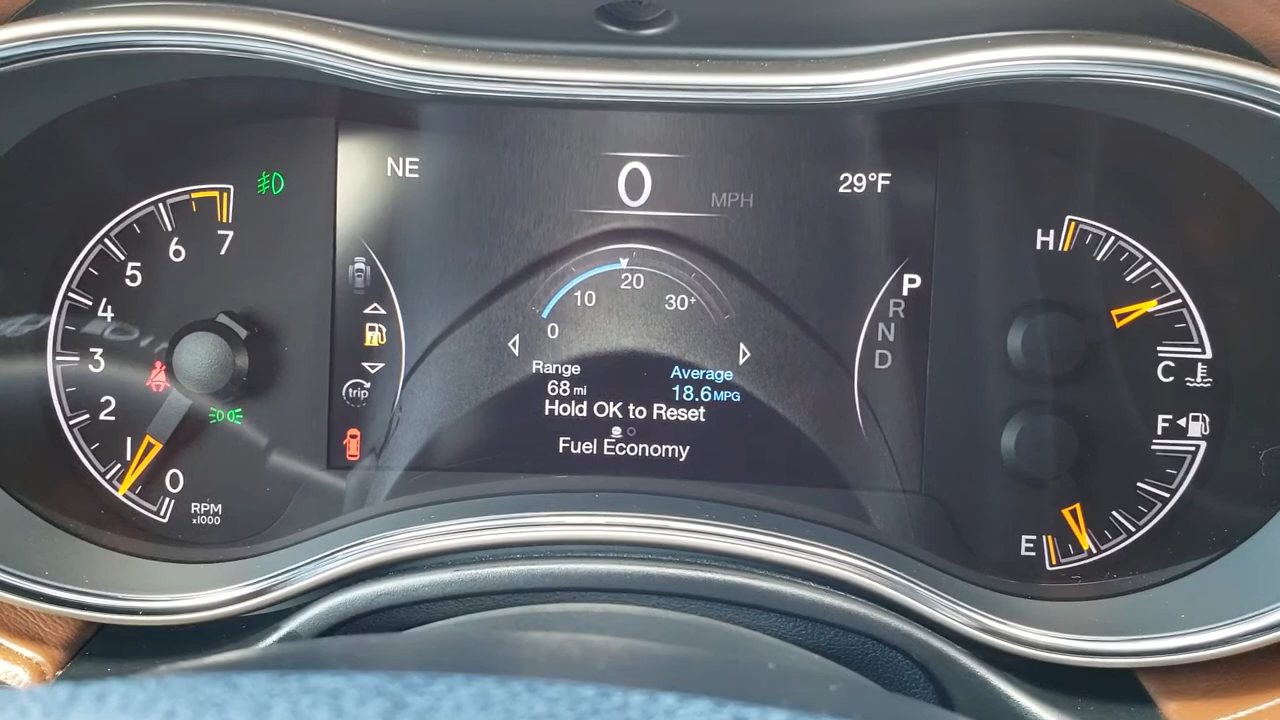 NE
0
MPH
29°F
7
6
5
4
3
2
1
0
RPM
x1000
trip
0
10
20
30+
Range
68 mi
Average
18.6 MPG
Hold OK to Reset
Fuel Economy
P
R
N
D
H
C
F
E